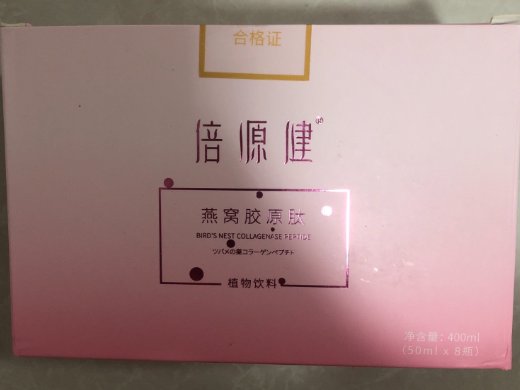 合格证
倍源健
燕窝胶原肽
BIRD'S NEST COLLAGENASE PEPTIDE
ツバメの巣コラーゲンペプチド
植物饮料
净含量：400ml
（50ml x 8瓶）